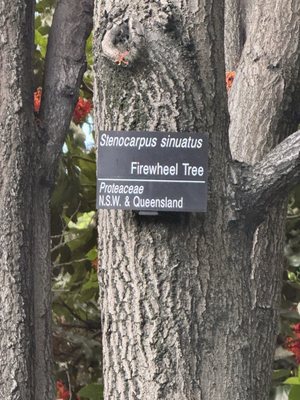 Stenocarpus sinuatus
Firewheel Tree
Proteaceae
N.S.W. & Queensland